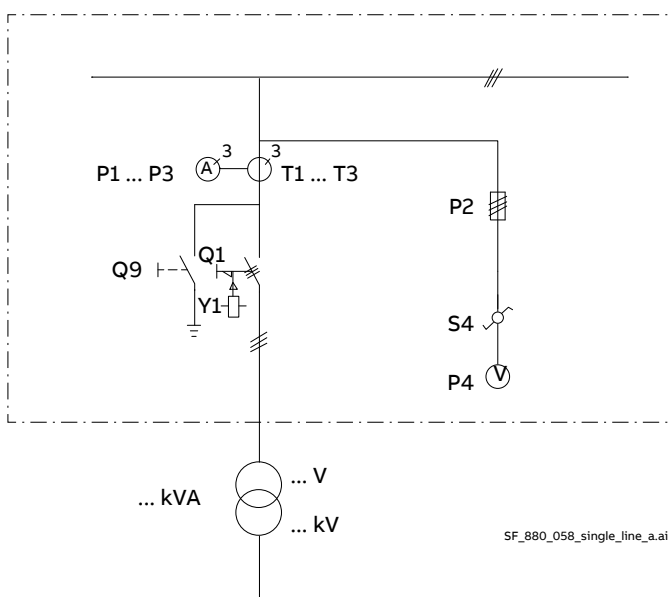 3 3
P1 ... P3 A T1 ... T3
P2
Q9 Q1
Y1
S4
P4 V
... V
... kVA
... kV
SF_880_058_single_line_a.ai